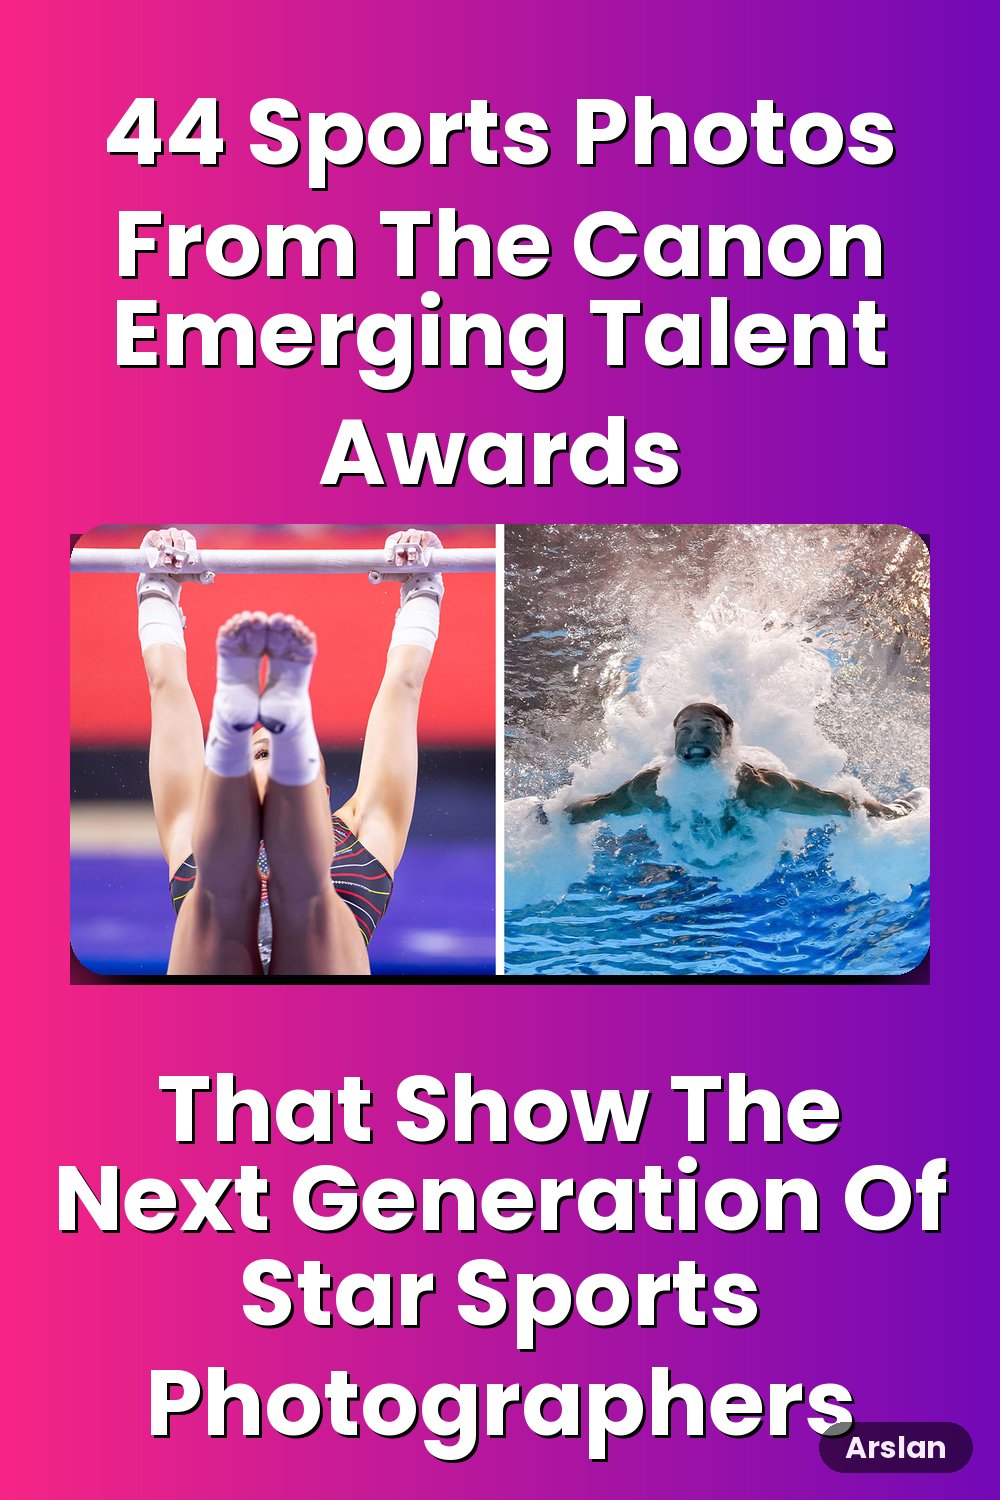 44 Sports Photos
From The Canon
Emerging Talent
Awards
That Show The
Next Generation Of
Star Sports
Photographers
Arslan